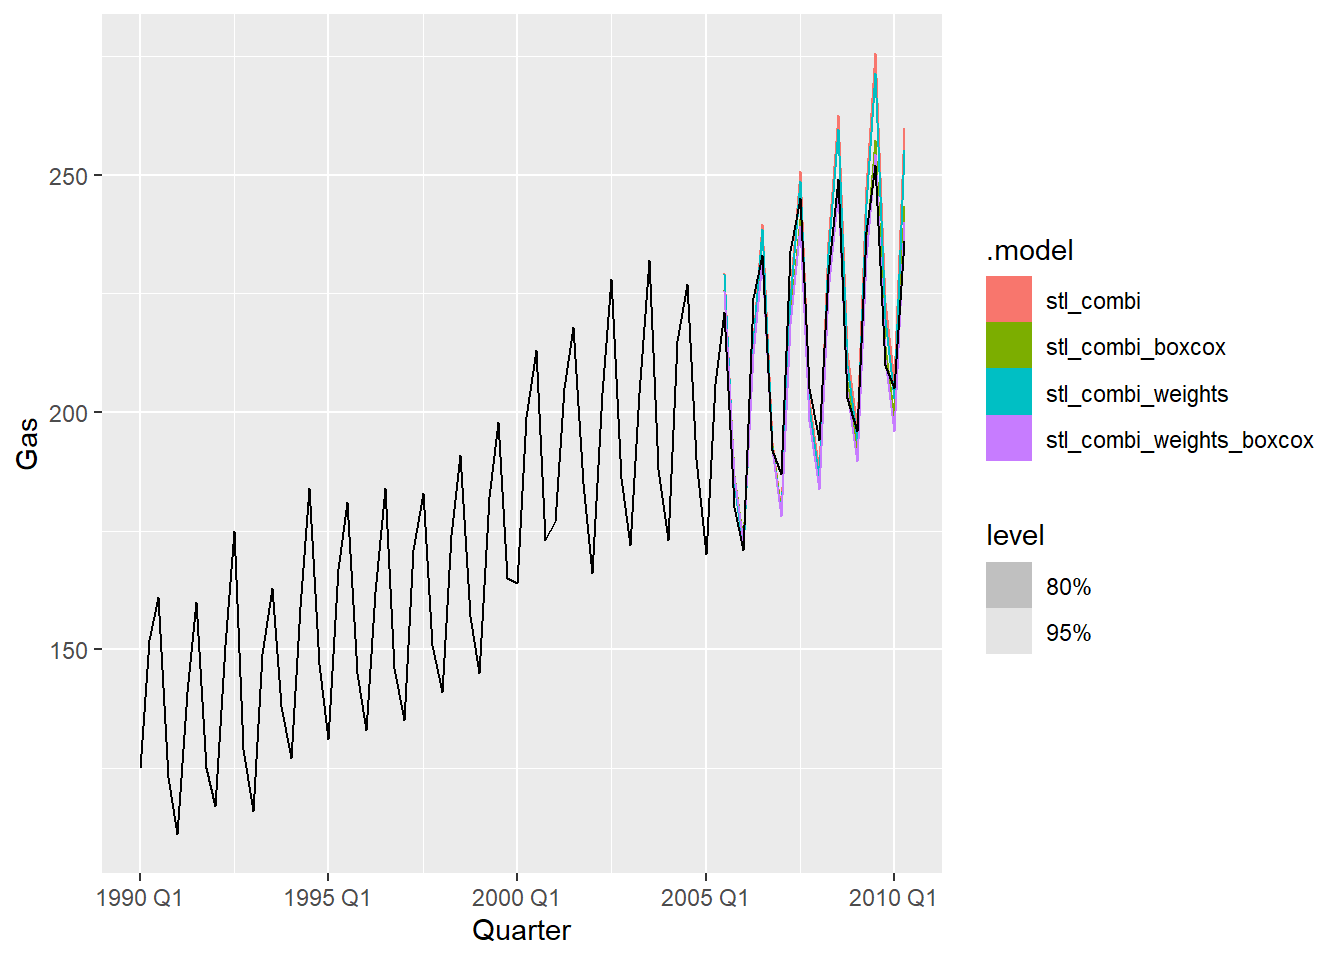 250
200
150
Gas
1990 Q1
1995 Q1
2000 Q1
2005 Q1
2010 Q1
Quarter
.model
stl_combi
stl_combi_boxcox
stl_combi_weights
stl_combi_weights_boxcox
level
80%
95%